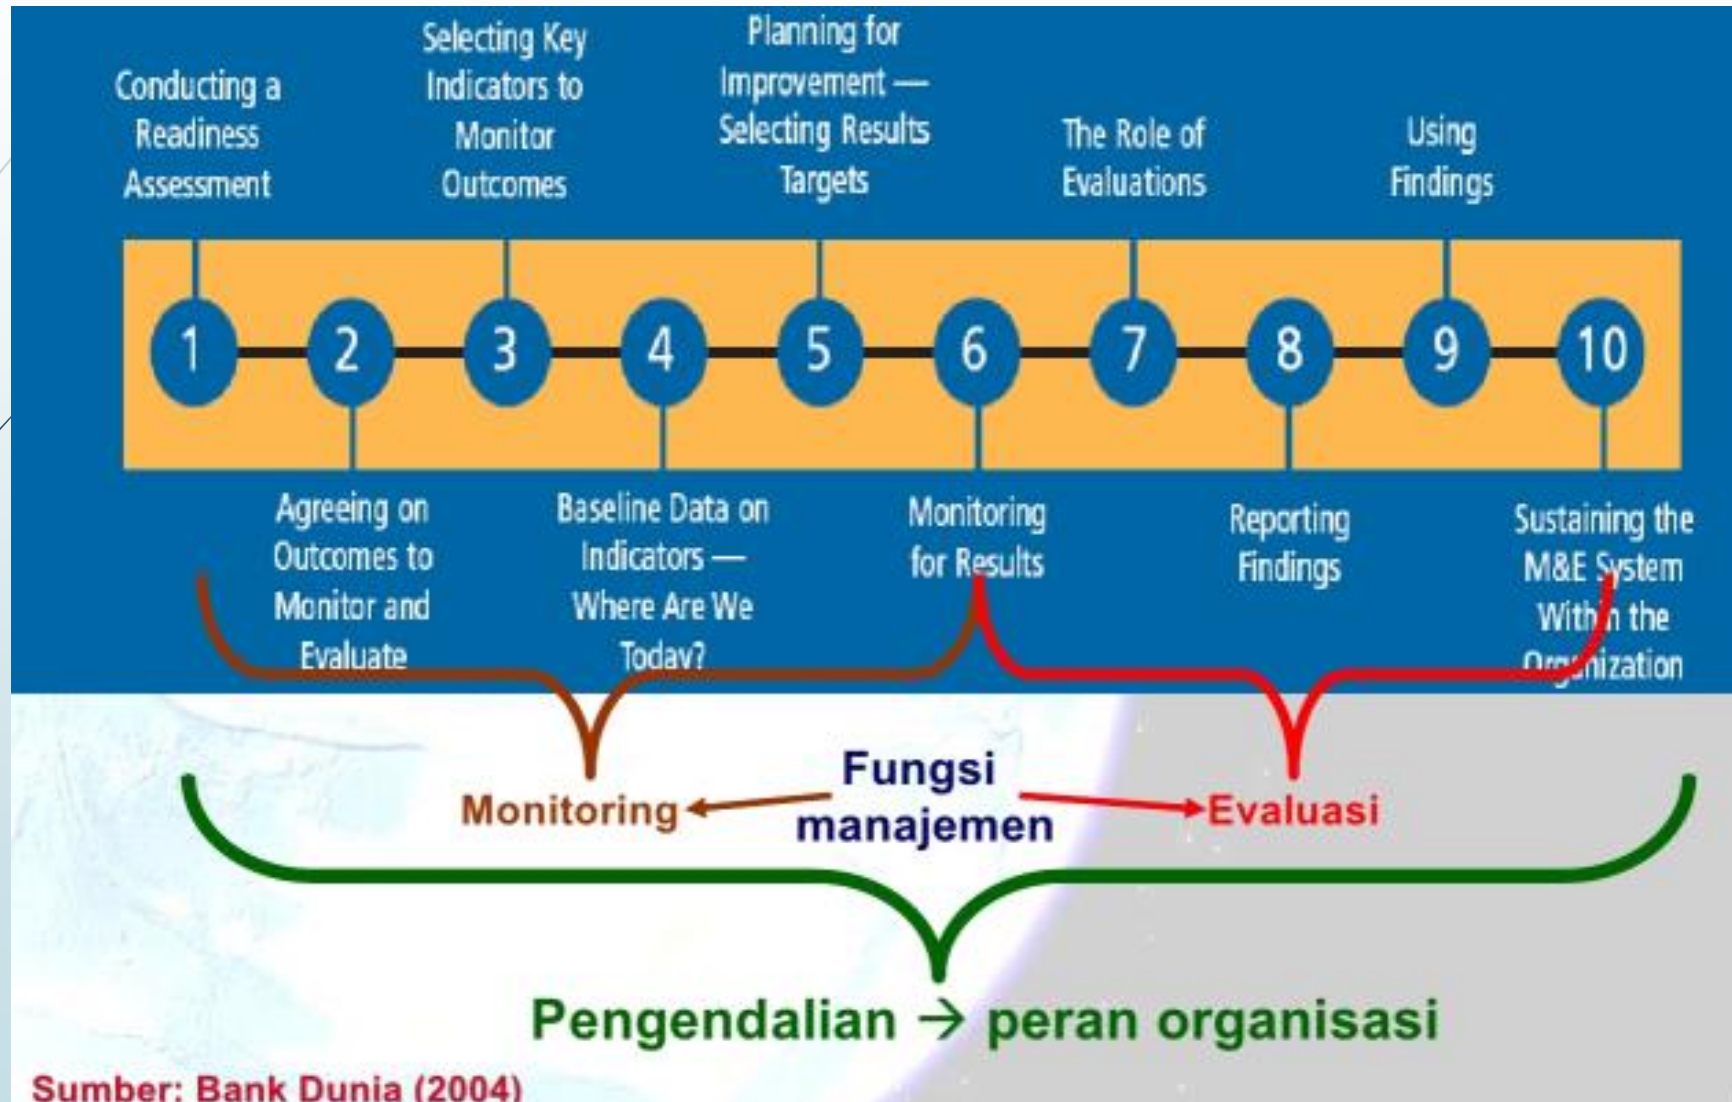 Conducting a
Readiness
Assessment
Selecting Key
Indicators to
Monitor
Outcomes
Planning for
Improvement —
Selecting Results
Targets
The Role of
Evaluations
Using
Findings
1
2
3
4
5
6
7
8
9
10
Agreeing on
Outcomes to
Monitor and
Evaluate
Baseline Data on
Indicators —
Where Are We
Today?
Monitoring
for Results
Reporting
Findings
Sustaining the
M&E System
Within the
Organization
Monitoring
Fungsi
manajemen
Evaluasi
Pengendalian → peran organisasi
Sumber: Bank Dunia (2004)